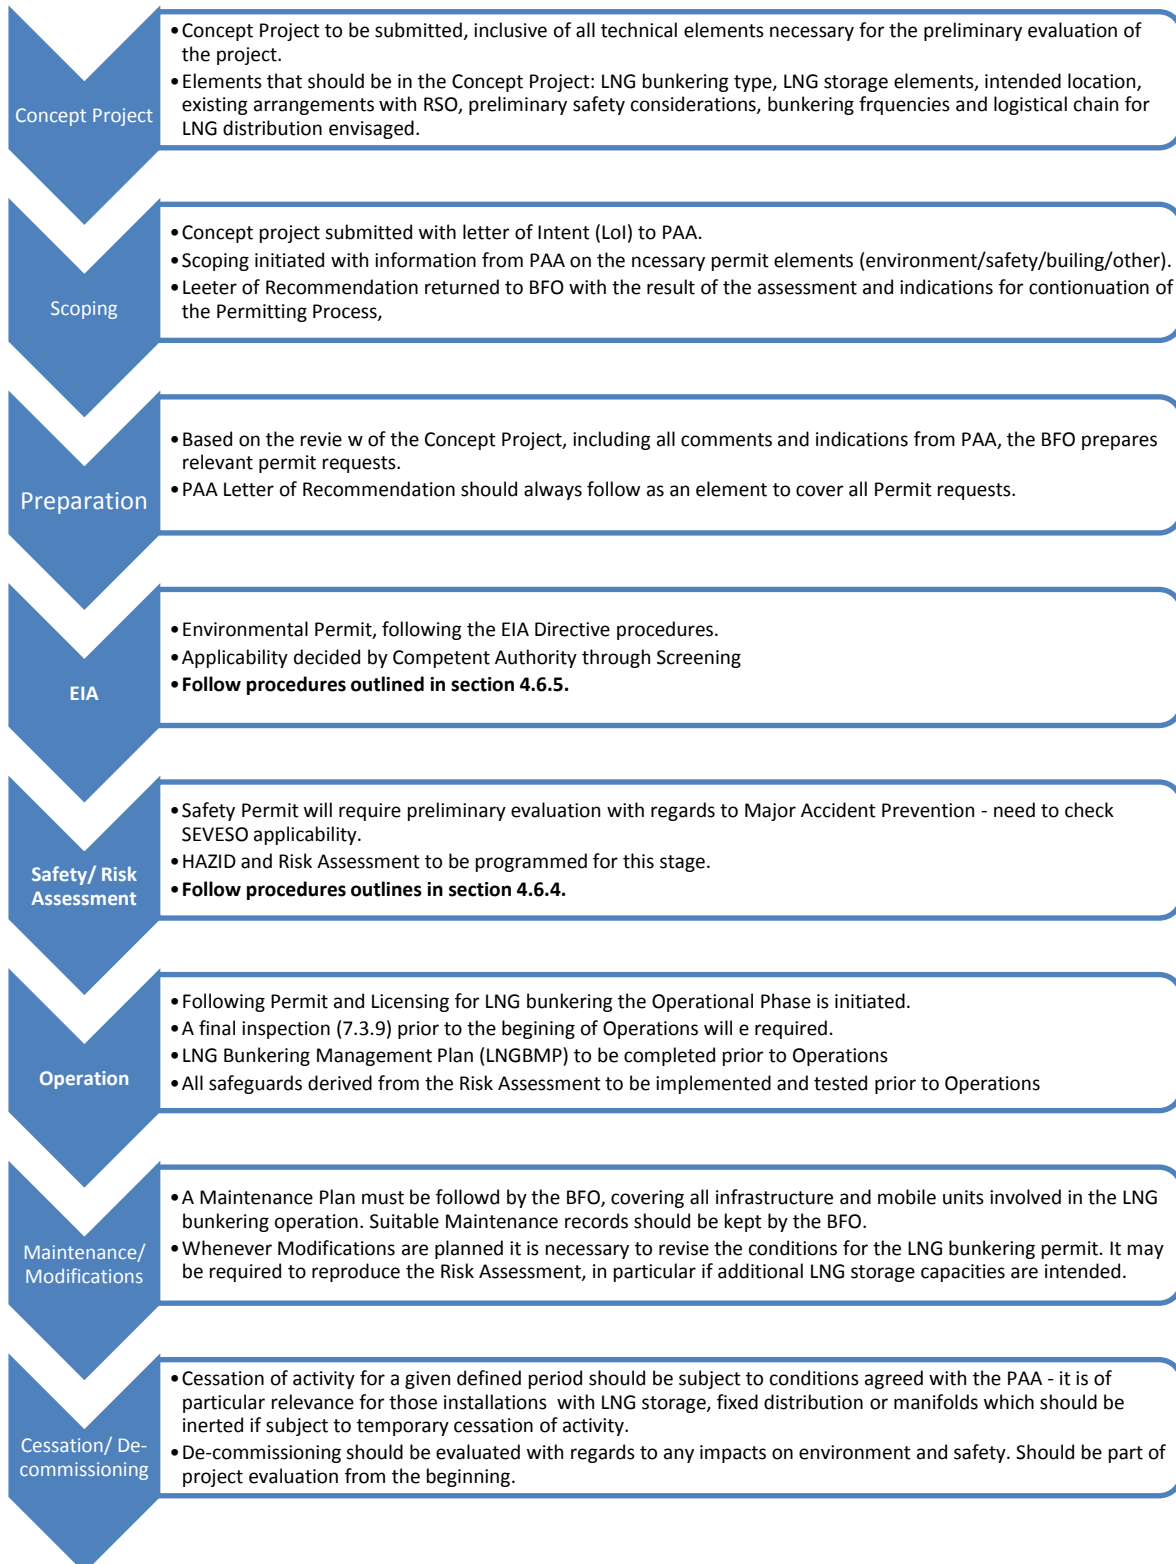 Concept Project
•Concept Project to be submitted, inclusive of all technical elements necessary for the preliminary evaluation of
the project.
•Elements that should be in the Concept Project: LNG bunkering type, LNG storage elements, intended location,
existing arrangements with RSO, preliminary safety considerations, bunkering frquencies and logistical chain for
LNG distribution envisaged.
Scoping
•Concept project submitted with letter of Intent (LoI) to PAA.
•Scoping initiated with information from PAA on the ncessary permit elements (environment/safety/builing/other).
•Leeter of Recommendation returned to BFO with the result of the assessment and indications for contionuation of
the Permitting Process,
Preparation
•Based on the revie w of the Concept Project, including all comments and indications from PAA, the BFO prepares
relevant permit requests.
•PAA Letter of Recommendation should always follow as an element to cover all Permit requests.
EIA
•Environmental Permit, following the EIA Directive procedures.
•Applicability decided by Competent Authority through Screening
•Follow procedures outlined in section 4.6.5.
Safety/ Risk
Assessment
•Safety Permit will require preliminary evaluation with regards to Major Accident Prevention - need to check
SEVESO applicability.
•HAZID and Risk Assessment to be programmed for this stage.
•Follow procedures outlines in section 4.6.4.
Operation
•Following Permit and Licensing for LNG bunkering the Operational Phase is initiated.
•A final inspection (7.3.9) prior to the begining of Operations will e required.
•LNG Bunkering Management Plan (LNGBMP) to be completed prior to Operations
•All safeguards derived from the Risk Assessment to be implemented and tested prior to Operations
Maintenance/
Modifications
•A Maintenance Plan must be followd by the BFO, covering all infrastructure and mobile units involved in the LNG
bunkering operation. Suitable Maintenance records should be kept by the BFO.
•Whenever Modifications are planned it is necessary to revise the conditions for the LNG bunkering permit. It may
be required to reproduce the Risk Assessment, in particular if additional LNG storage capacities are intended.
Cessation/ De-
commissioning
•Cessation of activity for a given defined period should be subject to conditions agreed with the PAA - it is of
particular relevance for those installations with LNG storage, fixed distribution or manifolds which should be
inerted if subject to temporary cessation of activity.
•De-commissioning should be evaluated with regards to any impacts on environment and safety. Should be part of
project evaluation from the beginning.